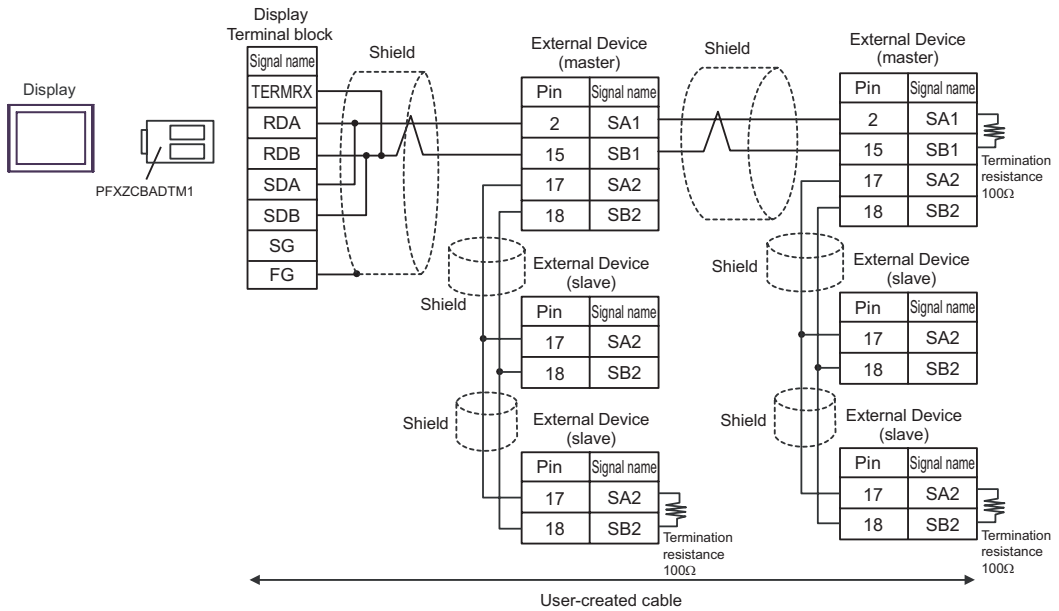 Display
PFXZCBADTM1
Display
Terminal block
Signal name
TERMRX
RDA
RDB
SDA
SDB
SG
FG
Shield
External Device
(master)
Pin Signal name
2 SA1
15 SB1
17 SA2
18 SB2
Shield
External Device
(master)
Pin Signal name
2 SA1
15 SB1
17 SA2
18 SB2
Termination
resistance
100Ω
Shield
External Device
(slave)
Pin Signal name
17 SA2
18 SB2
Shield
External Device
(slave)
Pin Signal name
17 SA2
18 SB2
Shield
External Device
(slave)
Pin Signal name
17 SA2
18 SB2
Termination
resistance
100Ω
Shield
External Device
(slave)
Pin Signal name
17 SA2
18 SB2
Termination
resistance
100Ω
User-created cable